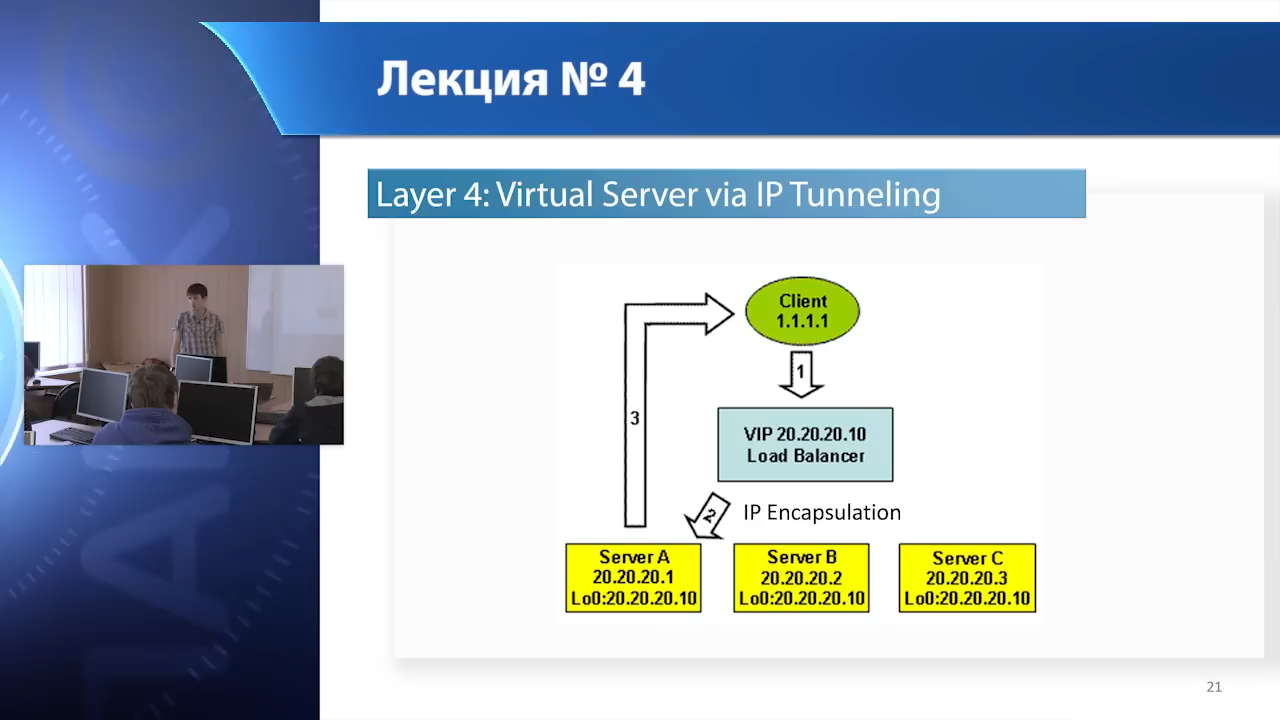 Лекция № 4
Layer 4: Virtual Server via IP Tunneling
Client
1.1.1.1
1
3
VIP 20.20.20.10
Load Balancer
2
IP Encapsulation
Server A
20.20.20.1
Lo0:20.20.20.10
Server B
20.20.20.2
Lo0:20.20.20.10
Server C
20.20.20.3
Lo0:20.20.20.10
21